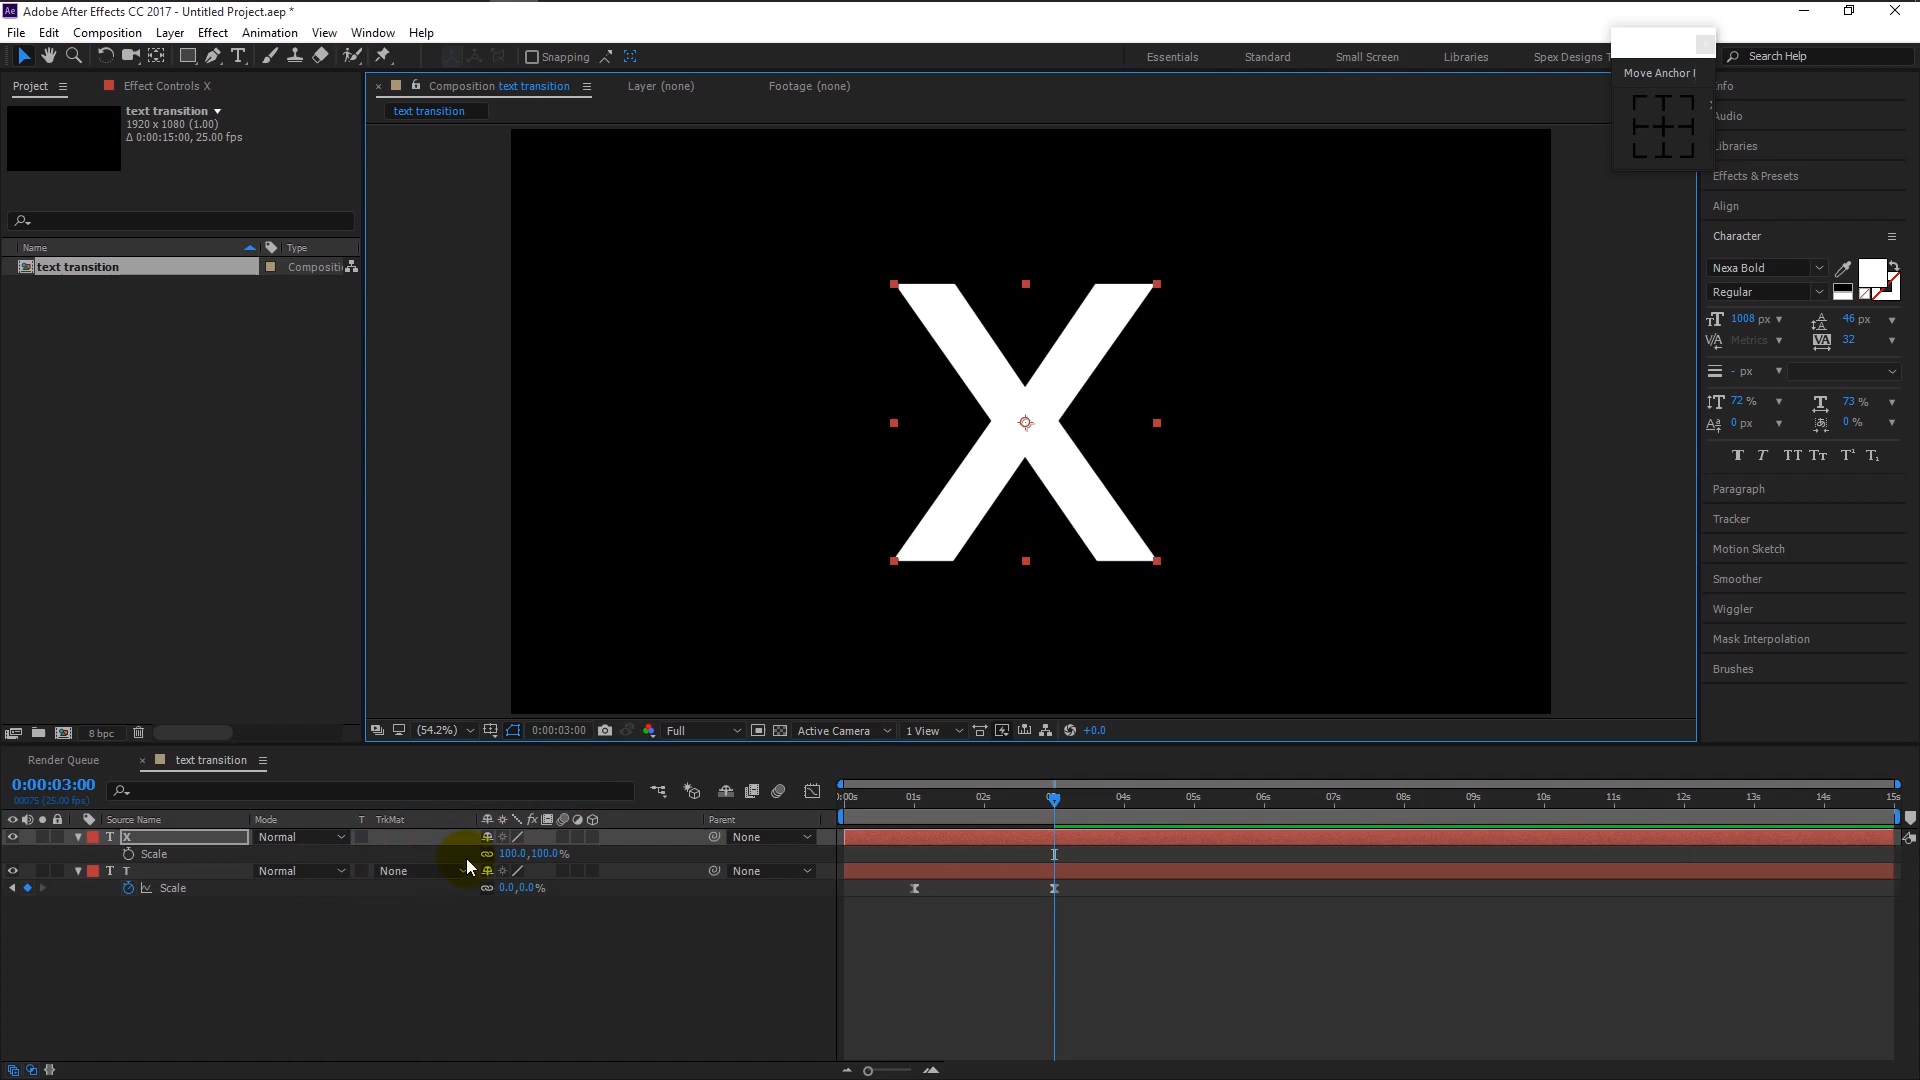 Ae Adobe After Effects CC 2017 - Untitled Project.aep *
File Edit Composition Layer Effect Animation View Window Help
T Snapping Essentials Standard Small Screen Libraries Spex Designs T Search Help
Move Anchor
Project Effect Controls X
Composition text transition Layer (none) Footage (none)
text transition
text transition
1920 x 1080 (1.00)
Δ 0:00:15:00, 25.00 fps
Name Type
text transition Compositi
X
nfo
Audio
Libraries
Effects & Presets
Align
Character
Nexa Bold
Regular
1008 px 46 px
Metrics 32
- px
72 % 73 %
0 px 0 %
T T TT Tt T¹ T₁
Paragraph
Tracker
Motion Sketch
Smoother
Wiggler
Mask Interpolation
Brushes
8 bpc
(54.2%) 0:00:03:00 Full Active Camera 1 View +0.0
Render Queue text transition
0:00:03:00
00075 (25.00 fps)
Source Name Mode T TrkMat fx Parent
T X Normal None
Scale 100.0,100.0%
T T Normal None None
Scale 0.0,0.0%
:00s 01s 02s 04s 05s 06s 07s 08s 09s 10s 11s 12s 13s 14s 15s